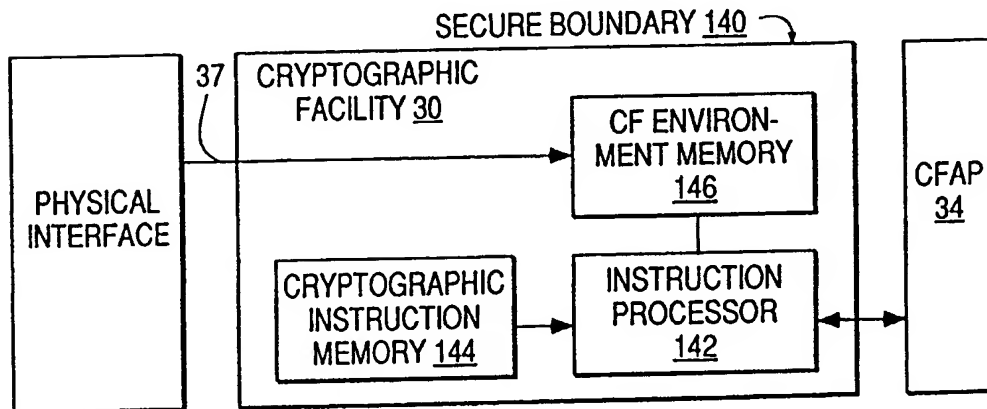 SECURE BOUNDARY 140
37
CRYPTOGRAPHIC
FACILITY 30
CF ENVIRON-
MENT MEMORY
146
PHYSICAL
INTERFACE
CFAP
34
CRYPTOGRAPHIC
INSTRUCTION
MEMORY 144
INSTRUCTION
PROCESSOR
142